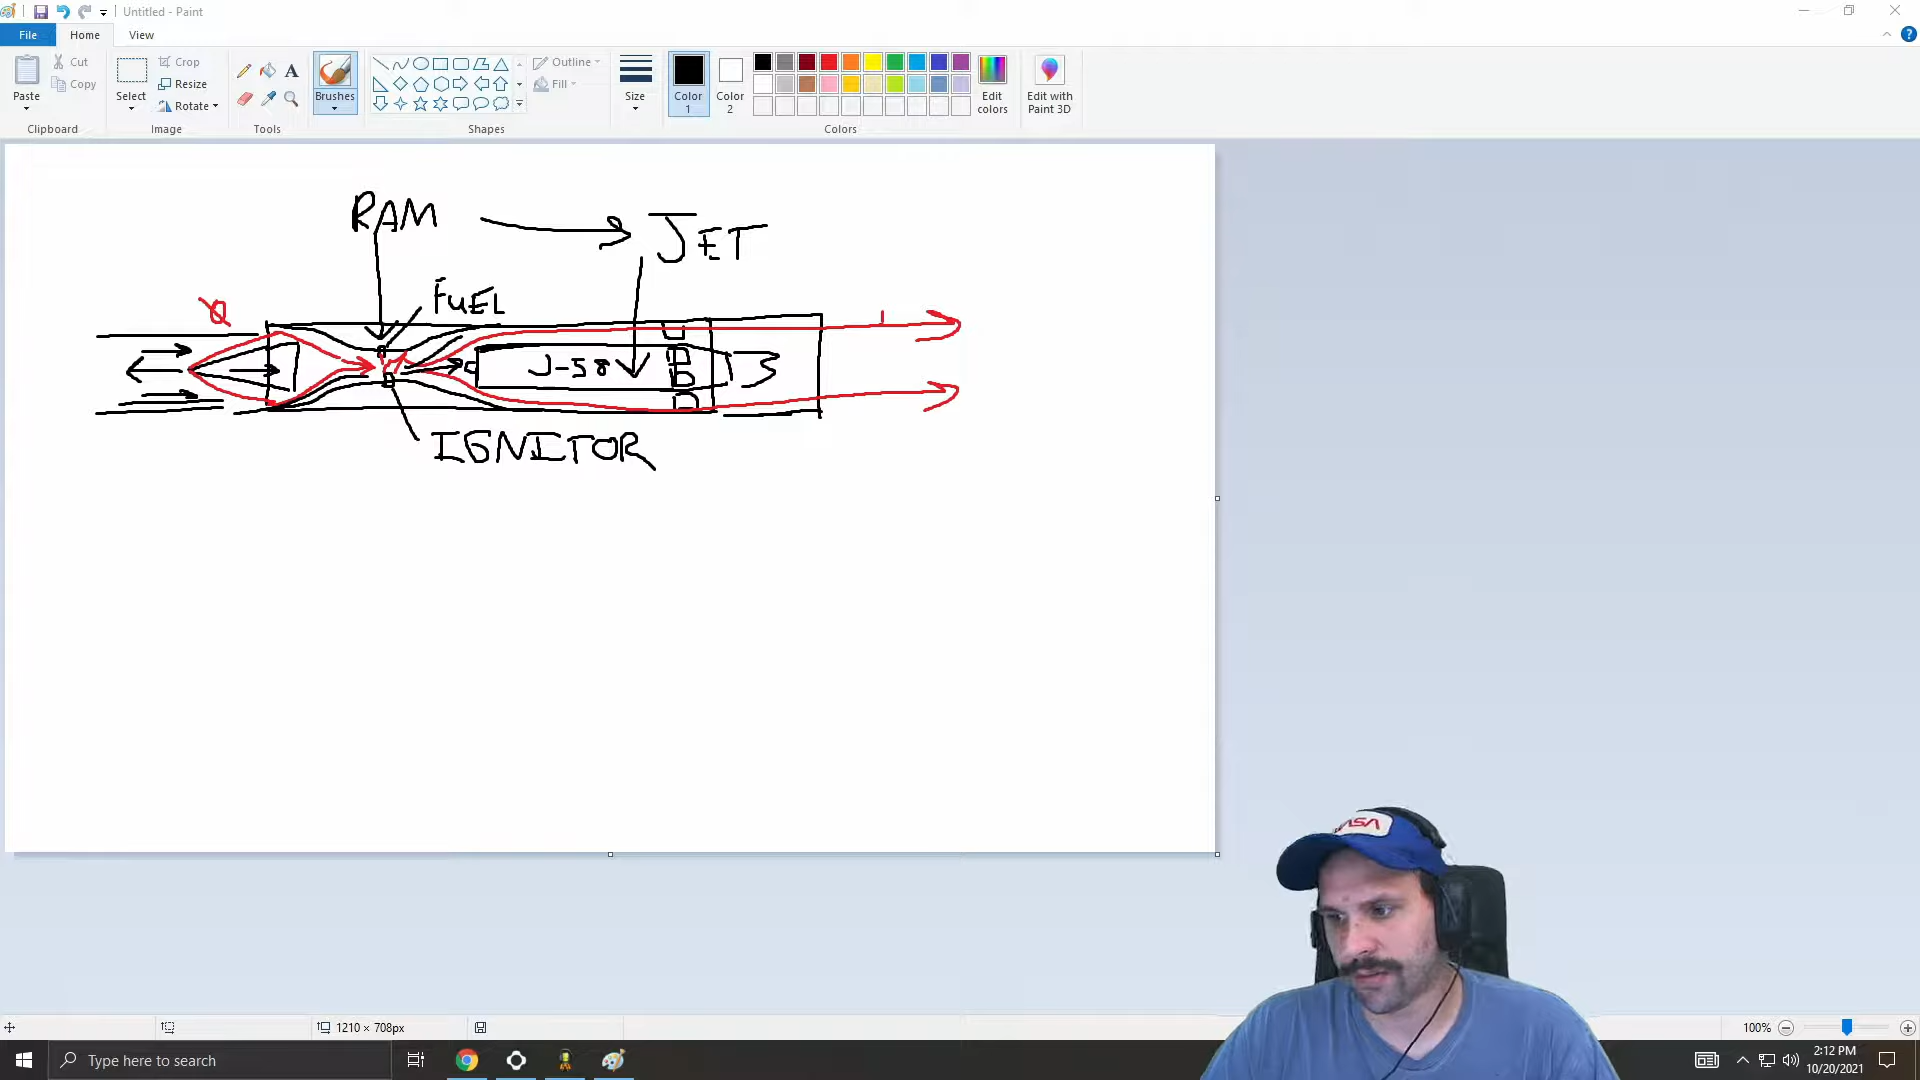 Untitled - Paint
File Home View
Paste
Cut
Copy
Clipboard
Select
Crop
Resize
Rotate
Image
Tools
Brushes
Shapes
Outline
Fill
Size
Color 1
Color 2
Edit colors
Colors
Edit with Paint 3D
RAM
JET
FUEL
J-58
IGNITOR
NASA
1210 × 708px
100%
Type here to search
2:12 PM
10/20/2021